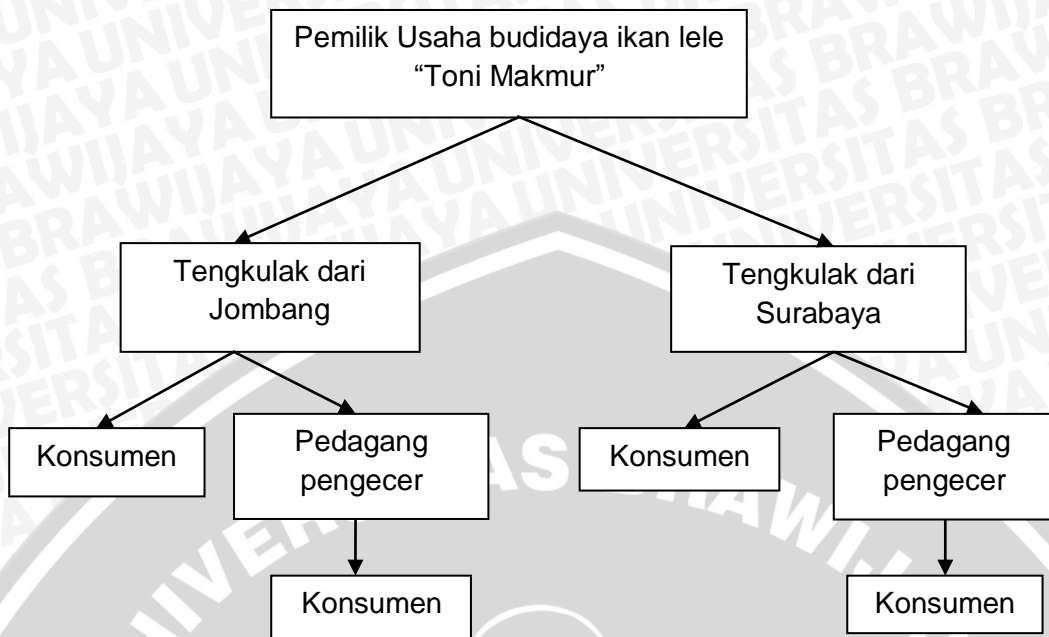 Pemilik Usaha budidaya ikan lele
“Toni Makmur”
Tengkulak dari
Jombang
Tengkulak dari
Surabaya
Konsumen
Pedagang
pengecer
Konsumen
Pedagang
pengecer
Konsumen
Konsumen